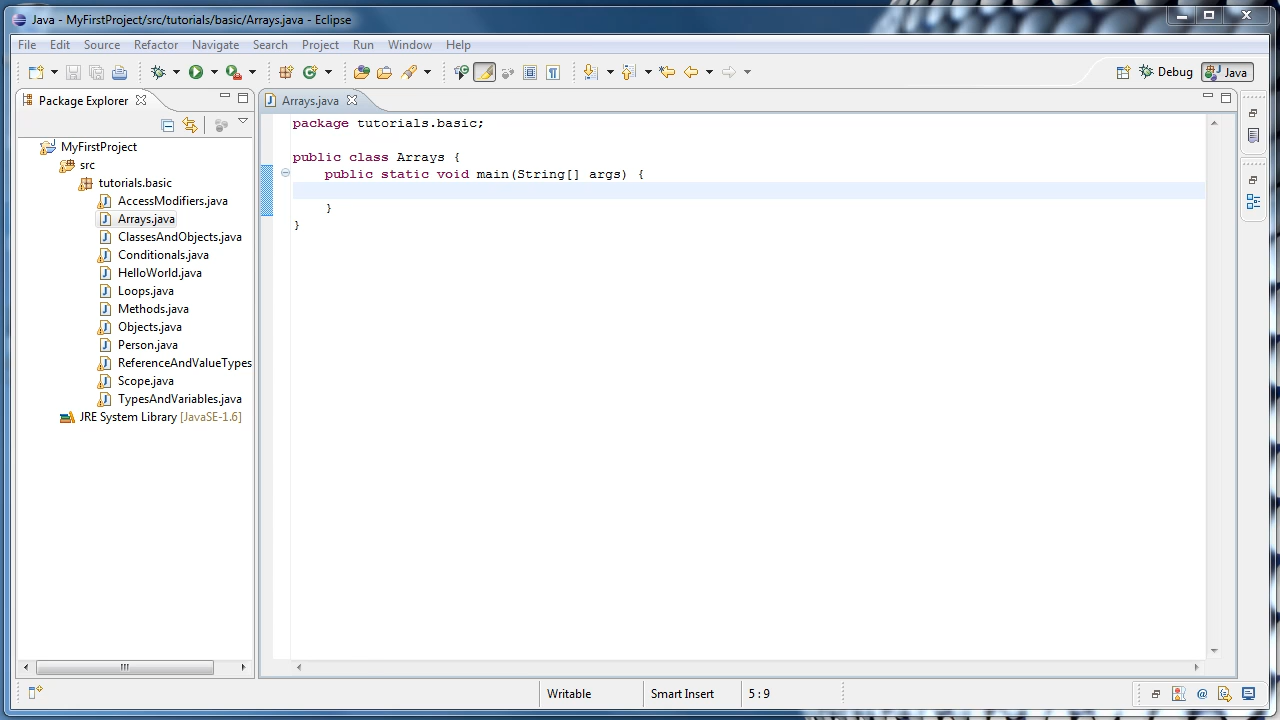 Java - MyFirstProject/src/tutorials/basic/Arrays.java - Eclipse
File Edit Source Refactor Navigate Search Project Run Window Help
Debug Java
Package Explorer
Arrays.java
MyFirstProject
src
tutorials.basic
AccessModifiers.java
Arrays.java
ClassesAndObjects.java
Conditionals.java
HelloWorld.java
Loops.java
Methods.java
Objects.java
Person.java
ReferenceAndValueTypes
Scope.java
TypesAndVariables.java
JRE System Library [JavaSE-1.6]
package tutorials.basic;
public class Arrays {
public static void main(String[] args) {
}
}
Writable Smart Insert 5 : 9